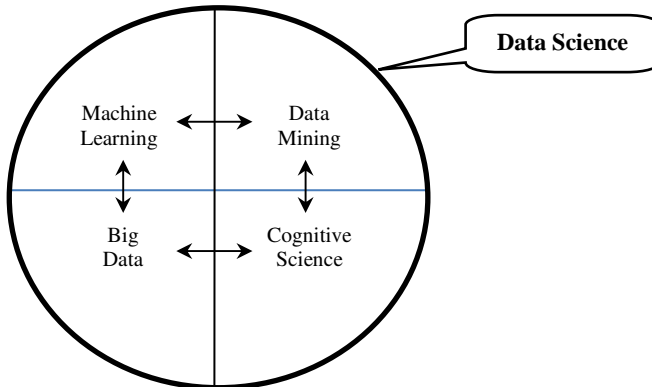 Data Science
Machine
Learning
Data
Mining
Big
Data
Cognitive
Science